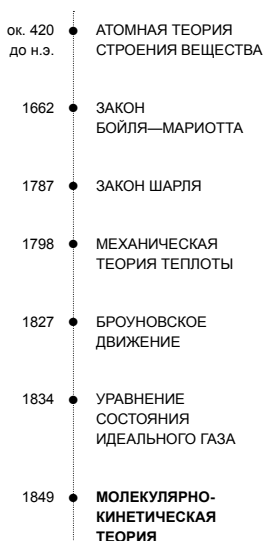 ок. 420 АТОМНАЯ ТЕОРИЯ
до н.э. СТРОЕНИЯ ВЕЩЕСТВА
1662 ЗАКОН
БОЙЛЯ—МАРИОТТА
1787 ЗАКОН ШАРЛЯ
1798 МЕХАНИЧЕСКАЯ
ТЕОРИЯ ТЕПЛОТЫ
1827 БРОУНОВСКОЕ
ДВИЖЕНИЕ
1834 УРАВНЕНИЕ
СОСТОЯНИЯ
ИДЕАЛЬНОГО ГАЗА
1849 МОЛЕКУЛЯРНО-
КИНЕТИЧЕСКАЯ
ТЕОРИЯ